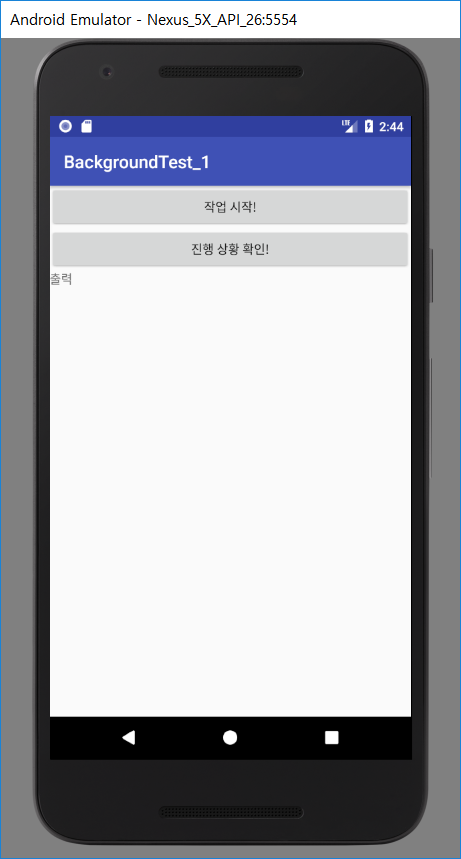 Android Emulator - Nexus_5X_API_26:5554
LTE 2:44
BackgroundTest_1
작업 시작!
진행 상황 확인!
출력